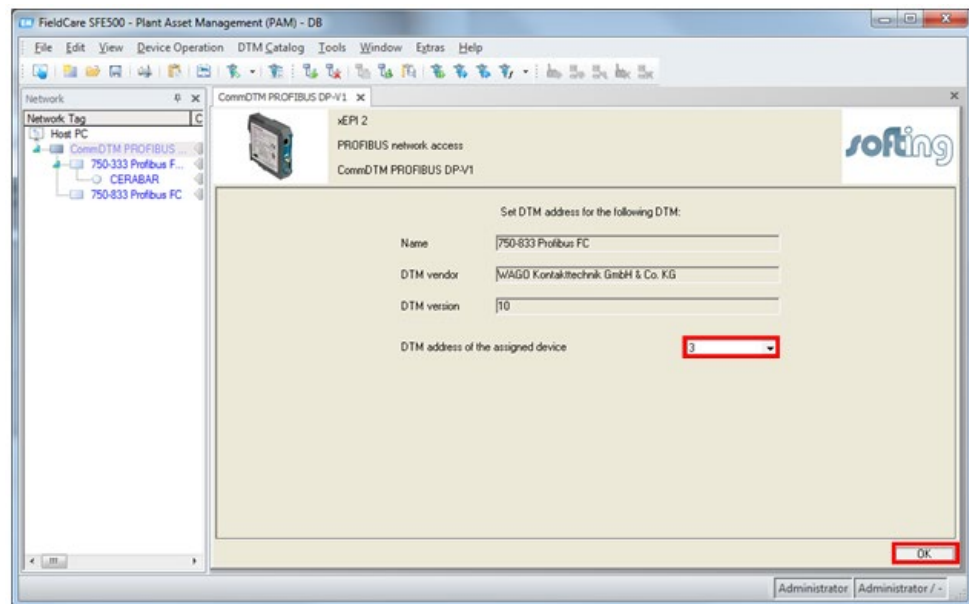 FieldCare SFE500 - Plant Asset Management (PAM) - DB
File Edit View Device Operation DTM Catalog Tools Window Extras Help
Network
Network Tag C
Host PC
CommDTM PROFIBUS ...
750-333 Profibus F...
CERABAR
750-833 Profibus FC
CommDTM PROFIBUS DP-V1
xEPI 2
PROFIBUS network access
CommDTM PROFIBUS DP-V1
softing
Set DTM address for the following DTM:
Name 750-833 Profibus FC
DTM vendor WAGO Kontakttechnik GmbH & Co. KG
DTM version 10
DTM address of the assigned device 3
OK
Administrator Administrator / -